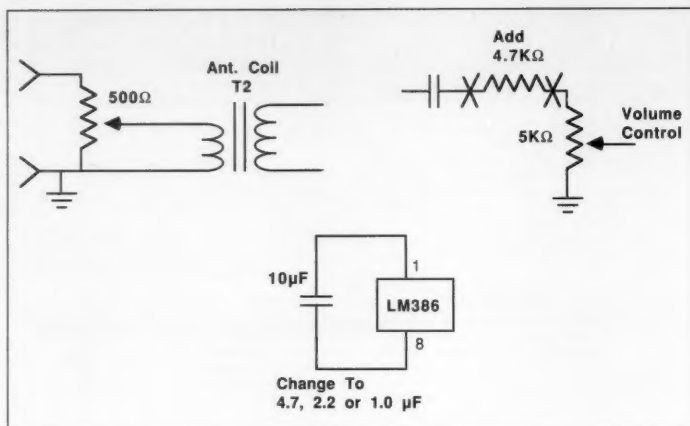 500Ω
Ant. Coil
T2
Add
4.7KΩ
5KΩ
Volume
Control
10µF
1
LM386
8
Change To
4.7, 2.2 or 1.0 µF